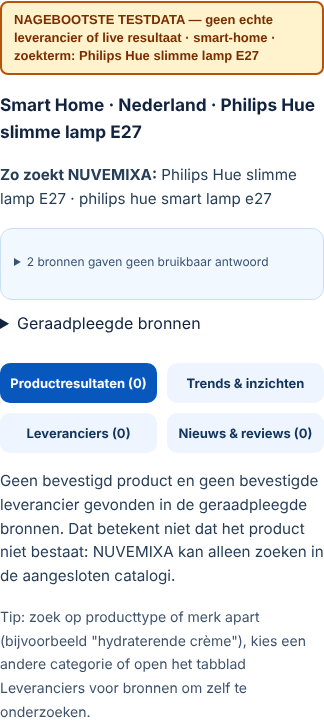 NAGEBOOTSTE TESTDATA — geen echte
leverancier of live resultaat · smart-home ·
zoekterm: Philips Hue slimme lamp E27
Smart Home · Nederland · Philips Hue
slimme lamp E27
Zo zoekt NUVEMIXA: Philips Hue slimme
lamp E27 · philips hue smart lamp e27
▶ 2 bronnen gaven geen bruikbaar antwoord
▶ Geraadpleegde bronnen
Productresultaten (0)
Trends & inzichten
Leveranciers (0)
Nieuws & reviews (0)
Geen bevestigd product en geen bevestigde
leverancier gevonden in de geraadpleegde
bronnen. Dat betekent niet dat het product
niet bestaat: NUVEMIXA kan alleen zoeken in
de aangesloten catalogi.
Tip: zoek op producttype of merk apart
(bijvoorbeeld "hydraterende crème"), kies een
andere categorie of open het tabblad
Leveranciers voor bronnen om zelf te
onderzoeken.